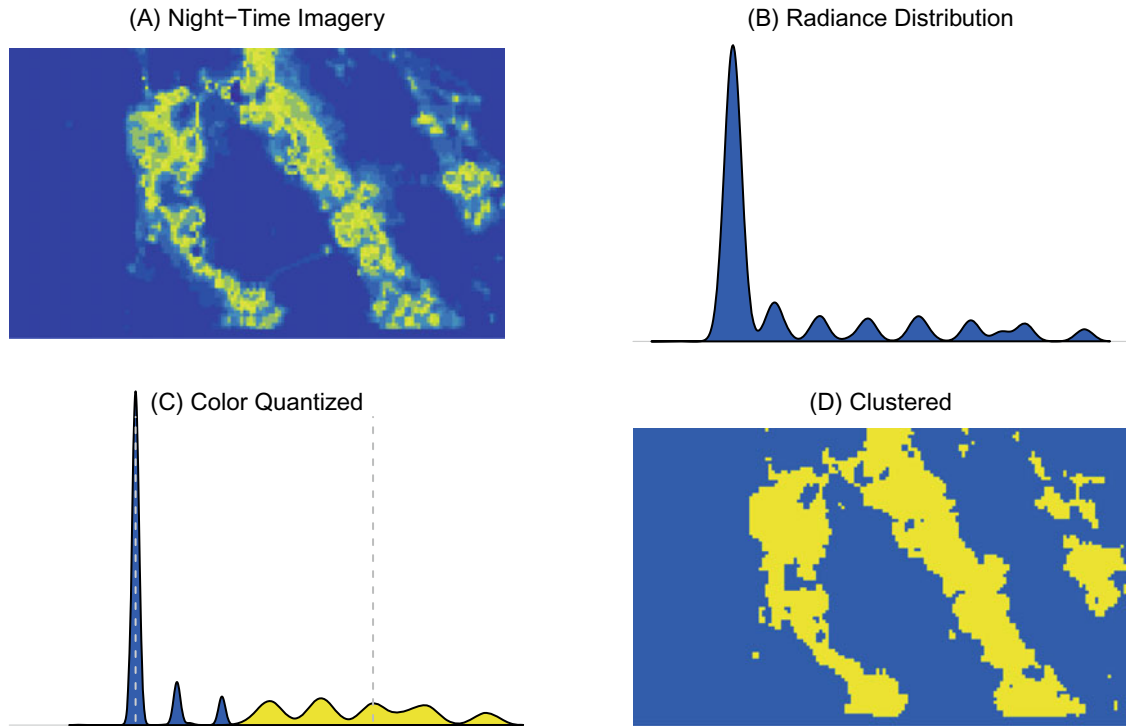 (A) Night−Time Imagery
(B) Radiance Distribution
(C) Color Quantized
(D) Clustered